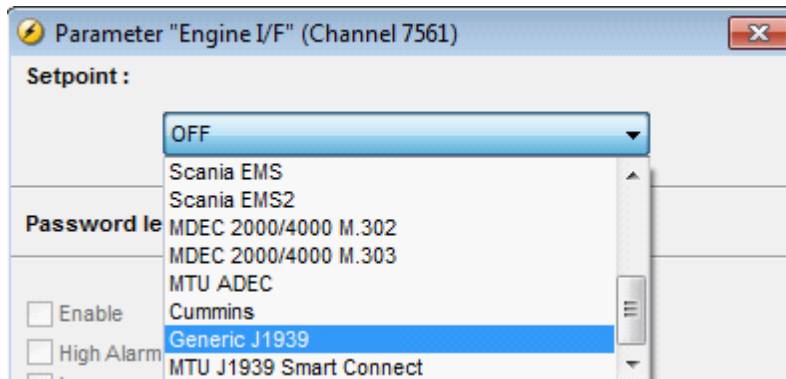 Parameter "Engine I/F" (Channel 7561)
Setpoint :
OFF
Scania EMS
Scania EMS2
Password le
MDEC 2000/4000 M.302
MDEC 2000/4000 M.303
MTU ADEC
Enable
Cummins
Generic J1939
High Alarm
MTU J1939 Smart Connect